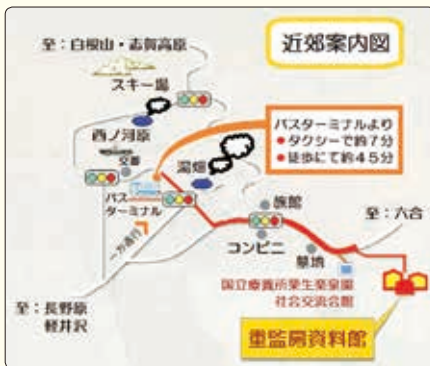 近郊案内図
至：白根山・志賀高原
スキー場
西ノ河原
交番
湯畑
バス
ターミナル
一方通行
バスターミナルより
●タクシーで約7分
●徒歩にて約45分
旅館
コンビニ
墓地
至：六合
国立療養所栗生楽泉園
社会交流会館
至：長野原
軽井沢
重監房資料館